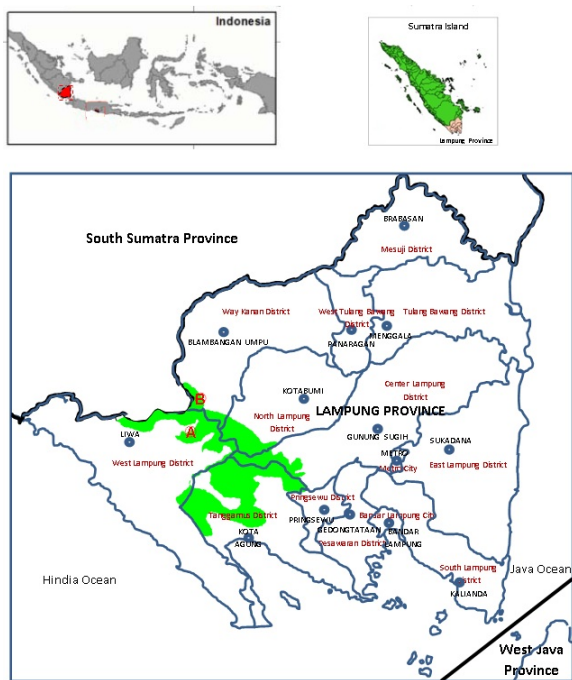 Indonesia
Sumatra Island
Lampung Province
South Sumatra Province
BRABASAN
Mesuji District
Way Kanan District
West Tulang Bawang
District
Tulang Bawang District
BLAMBANGAN UMPU
PANARAGAN
MENGGALA
B
KOTABUMI
Center Lampung
District
North Lampung
District
LAMPUNG PROVINCE
A
LIWA
GUNUNG SUGIH
SUKADANA
METRO
Metro City
West Lampung District
East Lampung District
Pringsewu District
Tanggamus District
PRINGSEWU
Bandar Lampung City
GEDONGTATAAN
KOTA
AGUNG
BANDAR
LAMPUNG
Pesawaran District
South Lampung
District
Hindia Ocean
Java Ocean
KALIANDA
West Java
Province